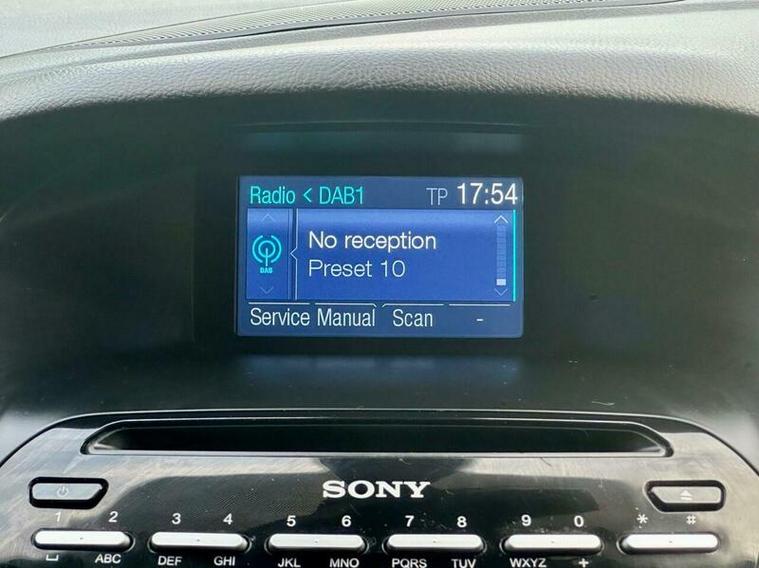 Radio < DAB1 TP 17:54
No reception
DAB
Preset 10
Service Manual Scan -
SONY
1 2 3 4 5 6 7 8 9 0 * #
␣ ABC DEF GHI JKL MNO PQRS TUV WXYZ +